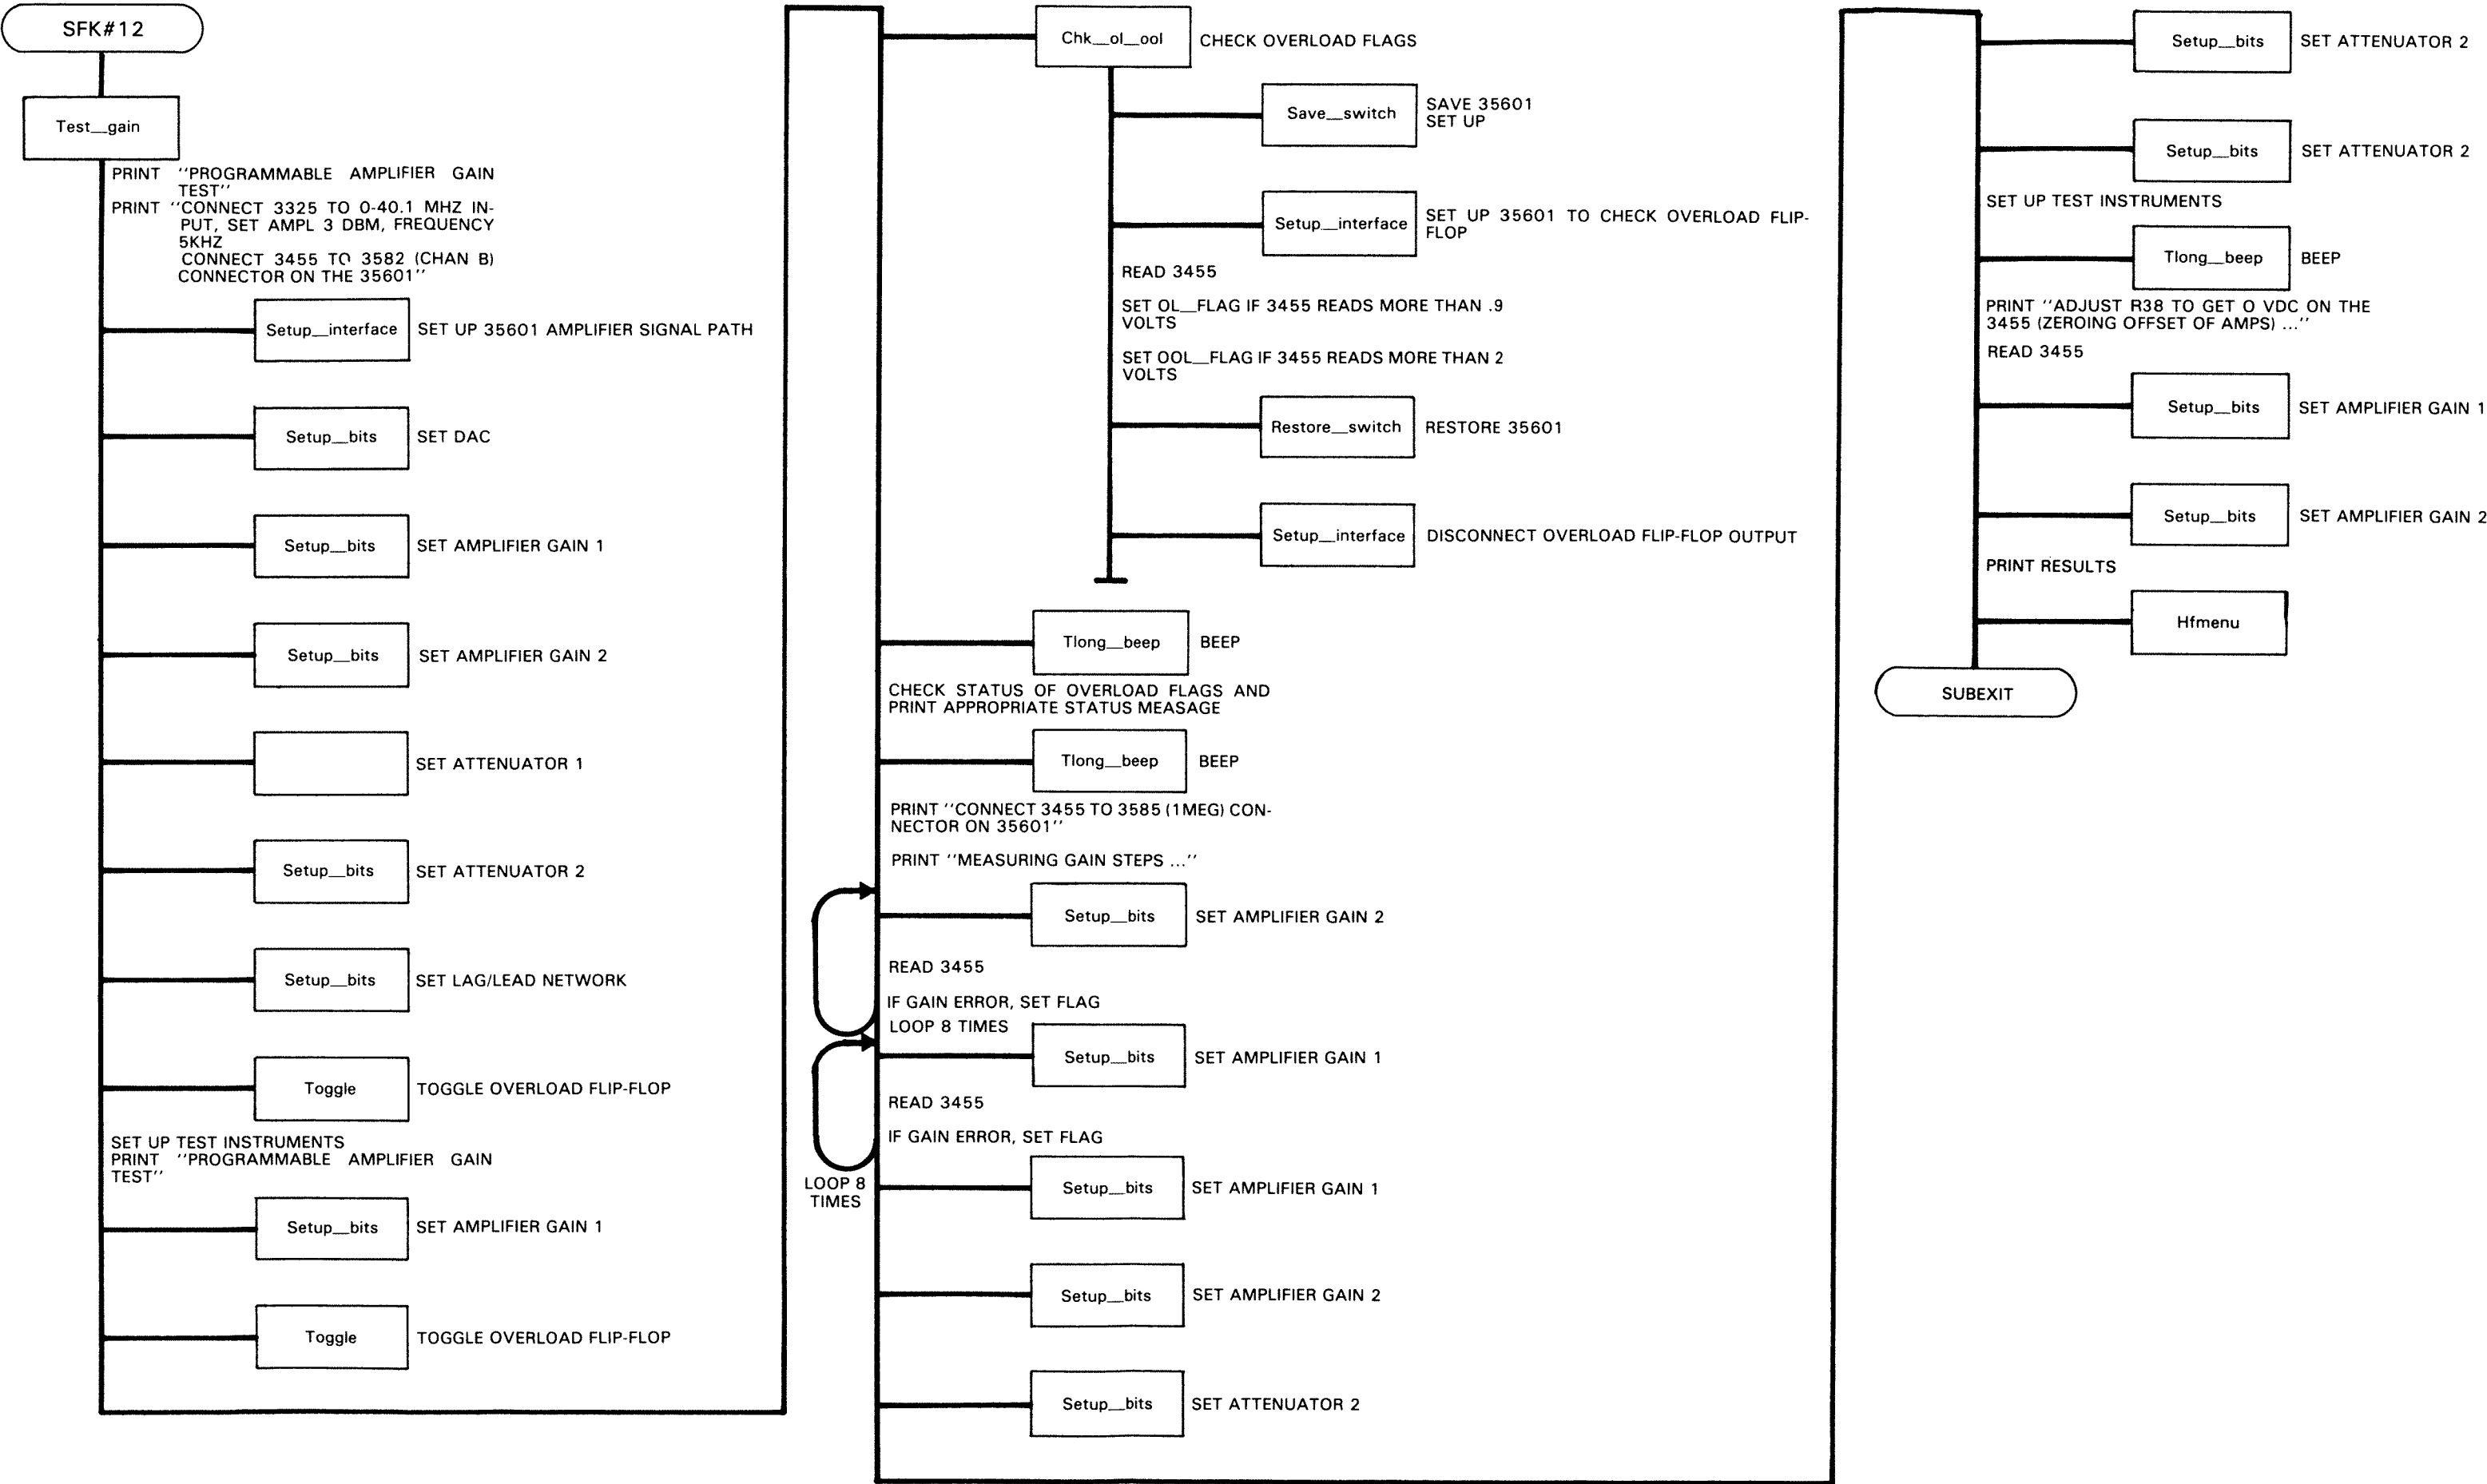 SFK#12
Test__gain
PRINT ''PROGRAMMABLE AMPLIFIER GAIN
TEST''
PRINT ''CONNECT 3325 TO 0-40.1 MHZ IN-
PUT, SET AMPL 3 DBM, FREQUENCY
5KHZ
CONNECT 3455 TO 3582 (CHAN B)
CONNECTOR ON THE 35601''
Setup__interface
SET UP 35601 AMPLIFIER SIGNAL PATH
Setup__bits
SET DAC
Setup__bits
SET AMPLIFIER GAIN 1
Setup__bits
SET AMPLIFIER GAIN 2
SET ATTENUATOR 1
Setup__bits
SET ATTENUATOR 2
Setup__bits
SET LAG/LEAD NETWORK
Toggle
TOGGLE OVERLOAD FLIP-FLOP
SET UP TEST INSTRUMENTS
PRINT ''PROGRAMMABLE AMPLIFIER GAIN
TEST''
Setup__bits
SET AMPLIFIER GAIN 1
Toggle
TOGGLE OVERLOAD FLIP-FLOP
Chk__ol__ool
CHECK OVERLOAD FLAGS
Save__switch
SAVE 35601
SET UP
Setup__interface
SET UP 35601 TO CHECK OVERLOAD FLIP-
FLOP
READ 3455
SET OL__FLAG IF 3455 READS MORE THAN .9
VOLTS
SET OOL__FLAG IF 3455 READS MORE THAN 2
VOLTS
Restore__switch
RESTORE 35601
Setup__interface
DISCONNECT OVERLOAD FLIP-FLOP OUTPUT
Tlong__beep
BEEP
CHECK STATUS OF OVERLOAD FLAGS AND
PRINT APPROPRIATE STATUS MEASAGE
Tlong__beep
BEEP
PRINT ''CONNECT 3455 TO 3585 (1MEG) CON-
NECTOR ON 35601''
PRINT ''MEASURING GAIN STEPS ...''
Setup__bits
SET AMPLIFIER GAIN 2
READ 3455
IF GAIN ERROR, SET FLAG
LOOP 8 TIMES
Setup__bits
SET AMPLIFIER GAIN 1
READ 3455
IF GAIN ERROR, SET FLAG
LOOP 8
TIMES
Setup__bits
SET AMPLIFIER GAIN 1
Setup__bits
SET AMPLIFIER GAIN 2
Setup__bits
SET ATTENUATOR 2
Setup__bits
SET ATTENUATOR 2
Setup__bits
SET ATTENUATOR 2
SET UP TEST INSTRUMENTS
Tlong__beep
BEEP
PRINT ''ADJUST R38 TO GET O VDC ON THE
3455 (ZEROING OFFSET OF AMPS) ...''
READ 3455
Setup__bits
SET AMPLIFIER GAIN 1
Setup__bits
SET AMPLIFIER GAIN 2
PRINT RESULTS
Hfmenu
SUBEXIT